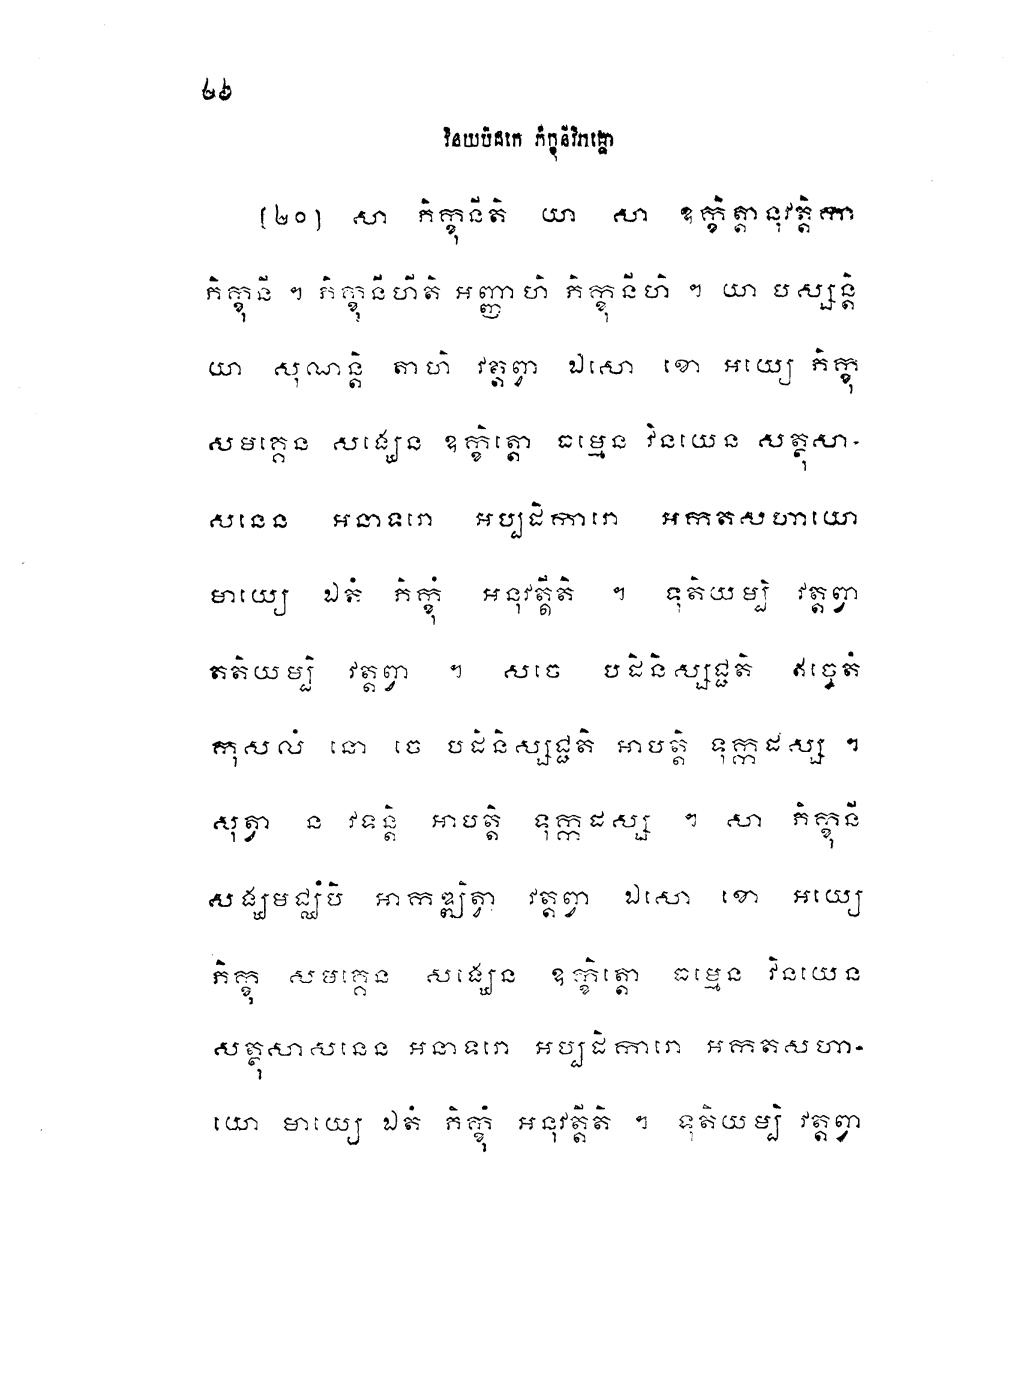 ២៦
វិនយបិដកេ ភិក្ខុនីវិភង្គោ
(២០) សា ភិក្ខុនីតិ យា សា ឧក្ខិត្តានុវត្តិកា
ភិក្ខុនី ។ ភិក្ខុនីហីតិ អញ្ញាហិ ភិក្ខុនីហិ ។ យា បស្សន្តិ
យា សុណន្តិ តាហិ វត្តព្វា ឯសោ ខោ អយ្យេ ភិក្ខុ
សមគ្គេន សង្ឃេន ឧក្ខិត្តោ ធម្មេន វិនយេន សត្ថុសា-
សនេន អនាទរោ អប្បដិការោ អកតសហាយោ
មាយ្យេ ឯតំ ភិក្ខុំ អនុវត្តីតិ ។ ទុតិយម្បិ វត្តព្វា
តតិយម្បិ វត្តព្វា ។ សចេ បដិនិស្សជ្ជតិ ឥច្ចេតំ
កុសលំ នោ ចេ បដិនិស្សជ្ជតិ អាបត្តិ ទុក្កដស្ស ។
សុត្វា ន វទន្តិ អាបត្តិ ទុក្កដស្ស ។ សា ភិក្ខុនី
សង្ឃមជ្ឈំបិ អាកឌ្ឍិត្វា វត្តព្វា ឯសោ ខោ អយ្យេ
ភិក្ខុ សមគ្គេន សង្ឃេន ឧក្ខិត្តោ ធម្មេន វិនយេន
សត្ថុសាសនេន អនាទរោ អប្បដិការោ អកតសហា-
យោ មាយ្យេ ឯតំ ភិក្ខុំ អនុវត្តីតិ ។ ទុតិយម្បិ វត្តព្វា